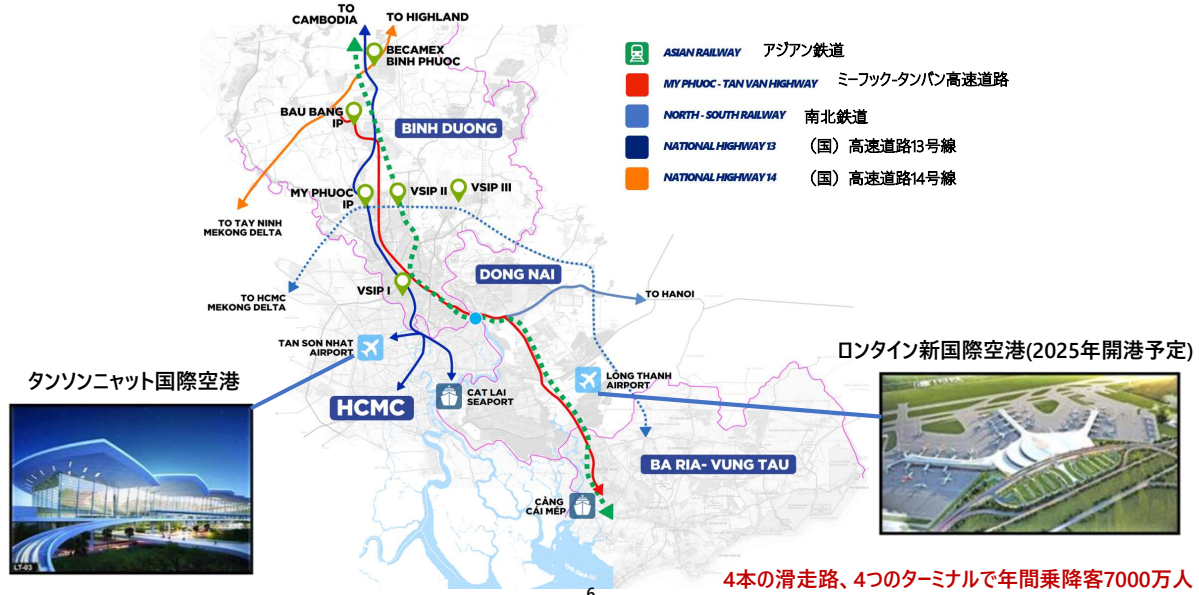 TO
CAMBODIA
TO HIGHLAND
BECAMEX
BINH PHUOC
BAU BANG
IP
BINH DUONG
MY PHUOC
IP
VSIP II
VSIP III
TO TAY NINH
MEKONG DELTA
DONG NAI
TO HCMC
MEKONG DELTA
VSIP I
TO HANOI
TAN SON NHAT
AIRPORT
LONG THANH
AIRPORT
CAT LAI
SEAPORT
HCMC
BA RIA- VUNG TAU
CẢNG
CÁI MÉP
ASIAN RAILWAY アジアン鉄道
MY PHUOC - TAN VAN HIGHWAY ミーフック-タンバン高速道路
NORTH - SOUTH RAILWAY 南北鉄道
NATIONAL HIGHWAY 13 （国）高速道路13号線
NATIONAL HIGHWAY 14 （国）高速道路14号線
タンソンニャット国際空港
LT-03
ロンタイン新国際空港(2025年開港予定)
4本の滑走路、4つのターミナルで年間乗降客7000万人
6